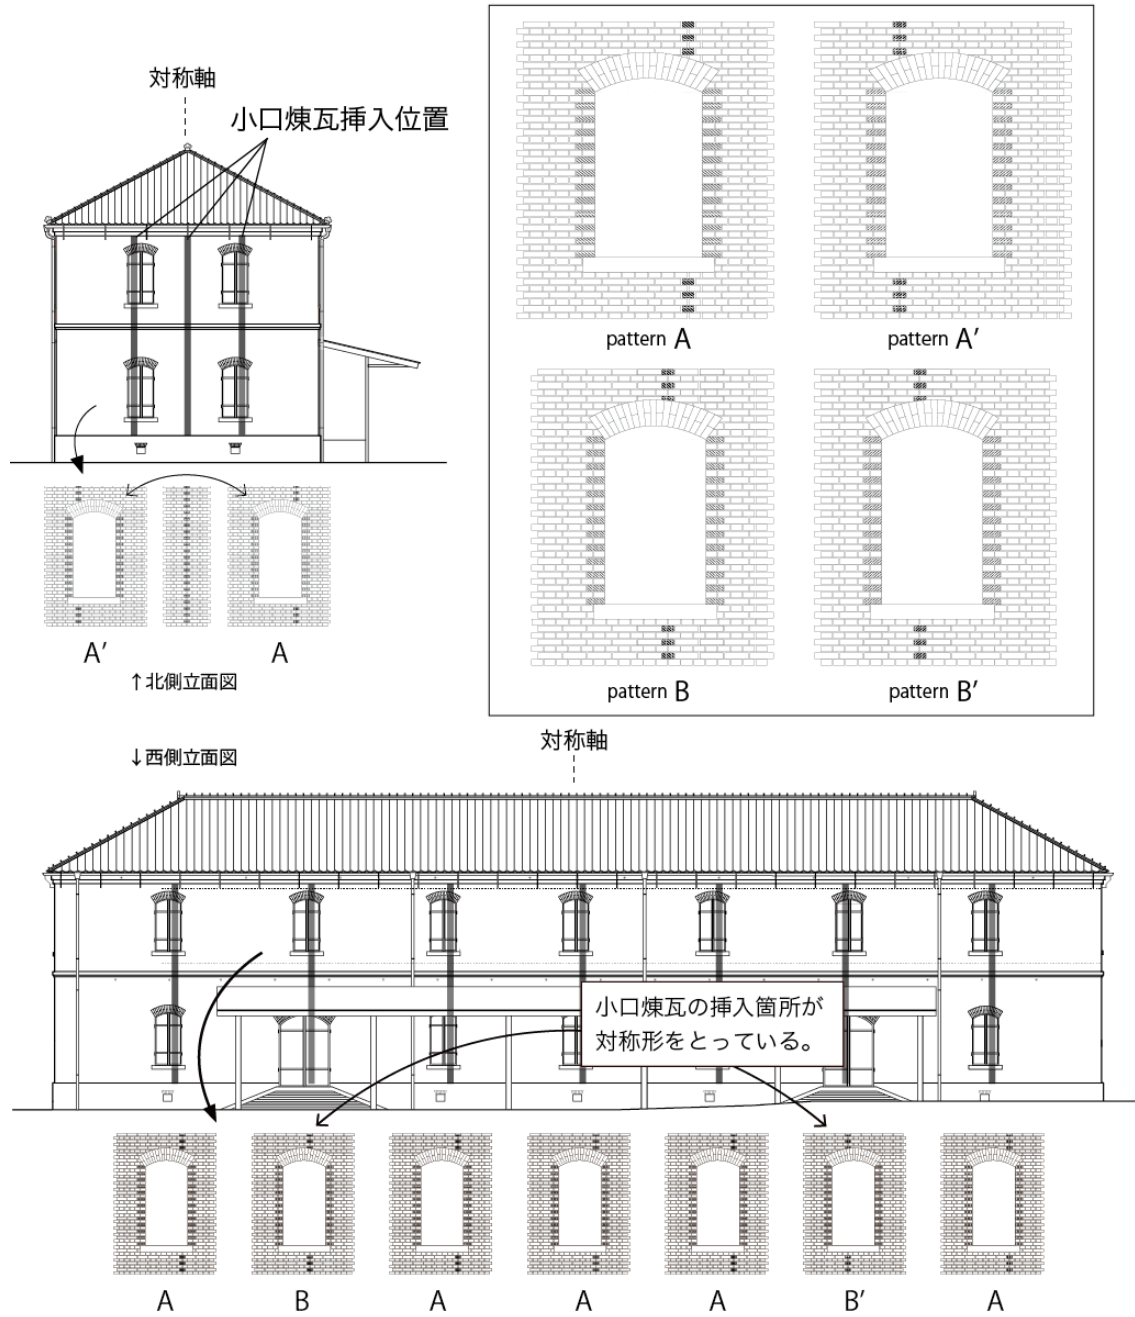 対称軸
小口煉瓦挿入位置
pattern A
pattern A’
pattern B
pattern B’
A’
A
↑北側立面図
↓西側立面図
対称軸
小口煉瓦の挿入箇所が
対称形をとっている。
A
B
A
A
A
B’
A